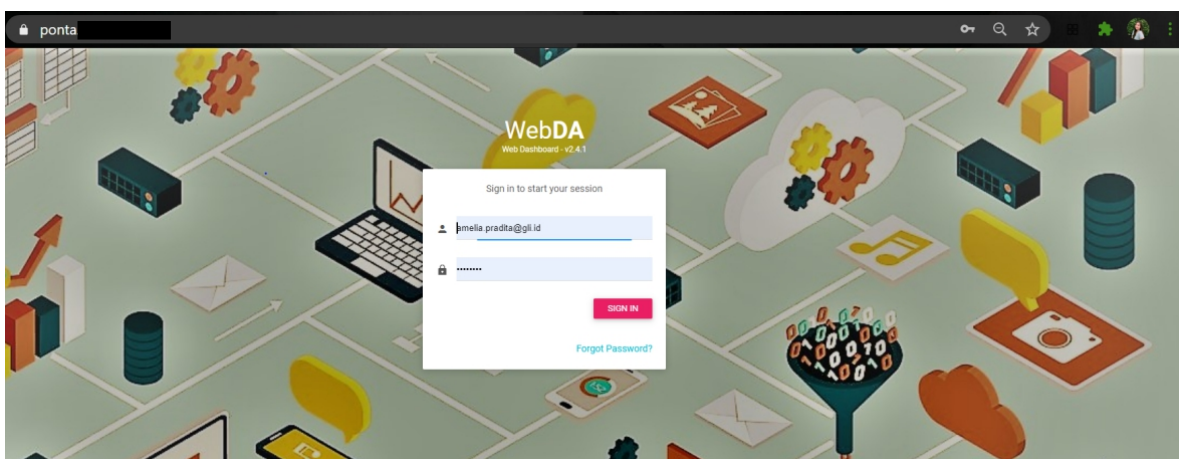 ponta
WebDA
Web Dashboard - v2.4.1
Sign in to start your session
amelia.pradita@gli.id
••••••••
SIGN IN
Forgot Password?